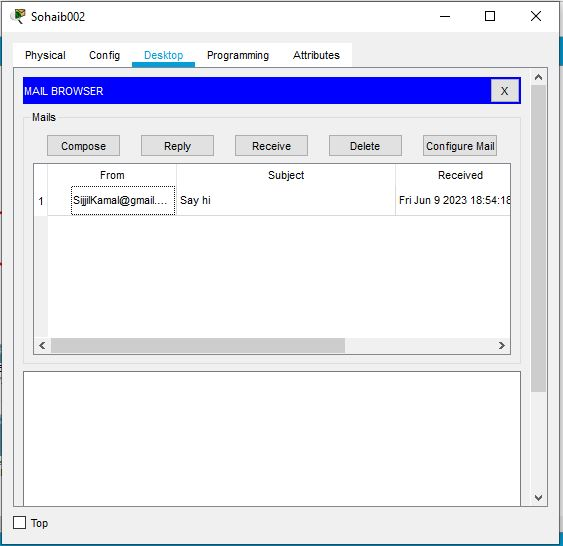 Sohaib002
Physical Config Desktop Programming Attributes
MAIL BROWSER X
Mails
Compose Reply Receive Delete Configure Mail
From Subject Received
1 SijjilKamal@gmail.... Say hi Fri Jun 9 2023 18:54:18
Top